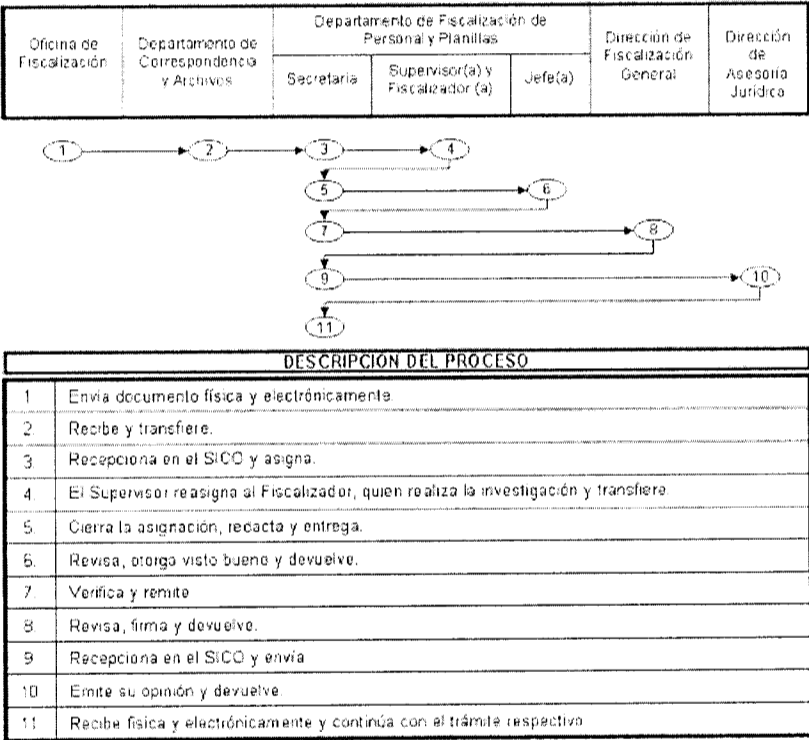 Oficina de
Fiscalización
Departamento de
Correspondencia
y Archivos
Departamento de Fiscalización de
Personal y Planillas
Secretaria
Supervisor(a) y
Fiscalizador (a)
Jefe(a)
Dirección de
Fiscalización
General
Dirección
de
Asesoría
Jurídica
1 2 3 4
5 6
7 8
9 10
11
DESCRIPCIÓN DEL PROCESO
1 Envia documento física y electrónicamente.
2. Recibe y transfiere.
3. Recepciona en el SICO y asigna.
4. El Supervisor reasigna al Fiscalizador, quien realiza la investigación y transfiere.
5. Cierra la asignación, redacta y entrega.
6. Revisa, otorga visto bueno y devuelve.
7. Verifica y remite
8. Revisa, firma y devuelve.
9 Recepciona en el SICO y envía
10 Emite su opinión y devuelve.
11 Recibe física y electrónicamente y continúa con el trámite respectivo